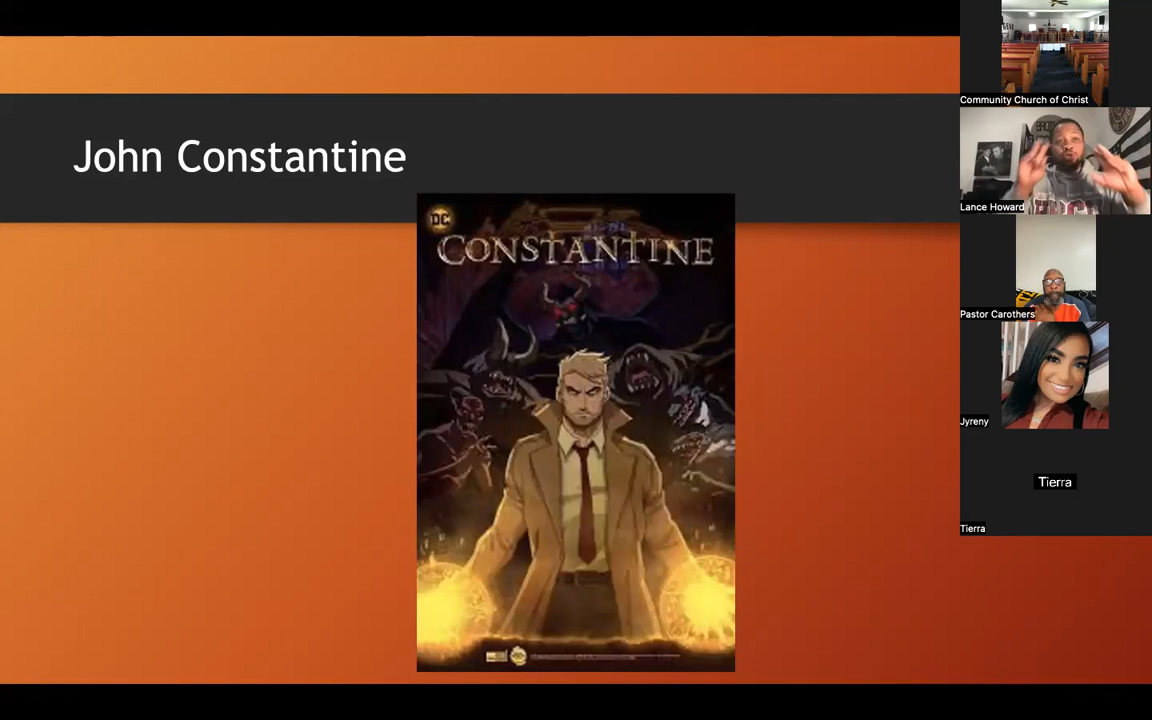 John Constantine
DC
CONSTANTINE
Community Church of Christ
Lance Howard
Pastor Carothers
Jyreny
Tierra
Tierra